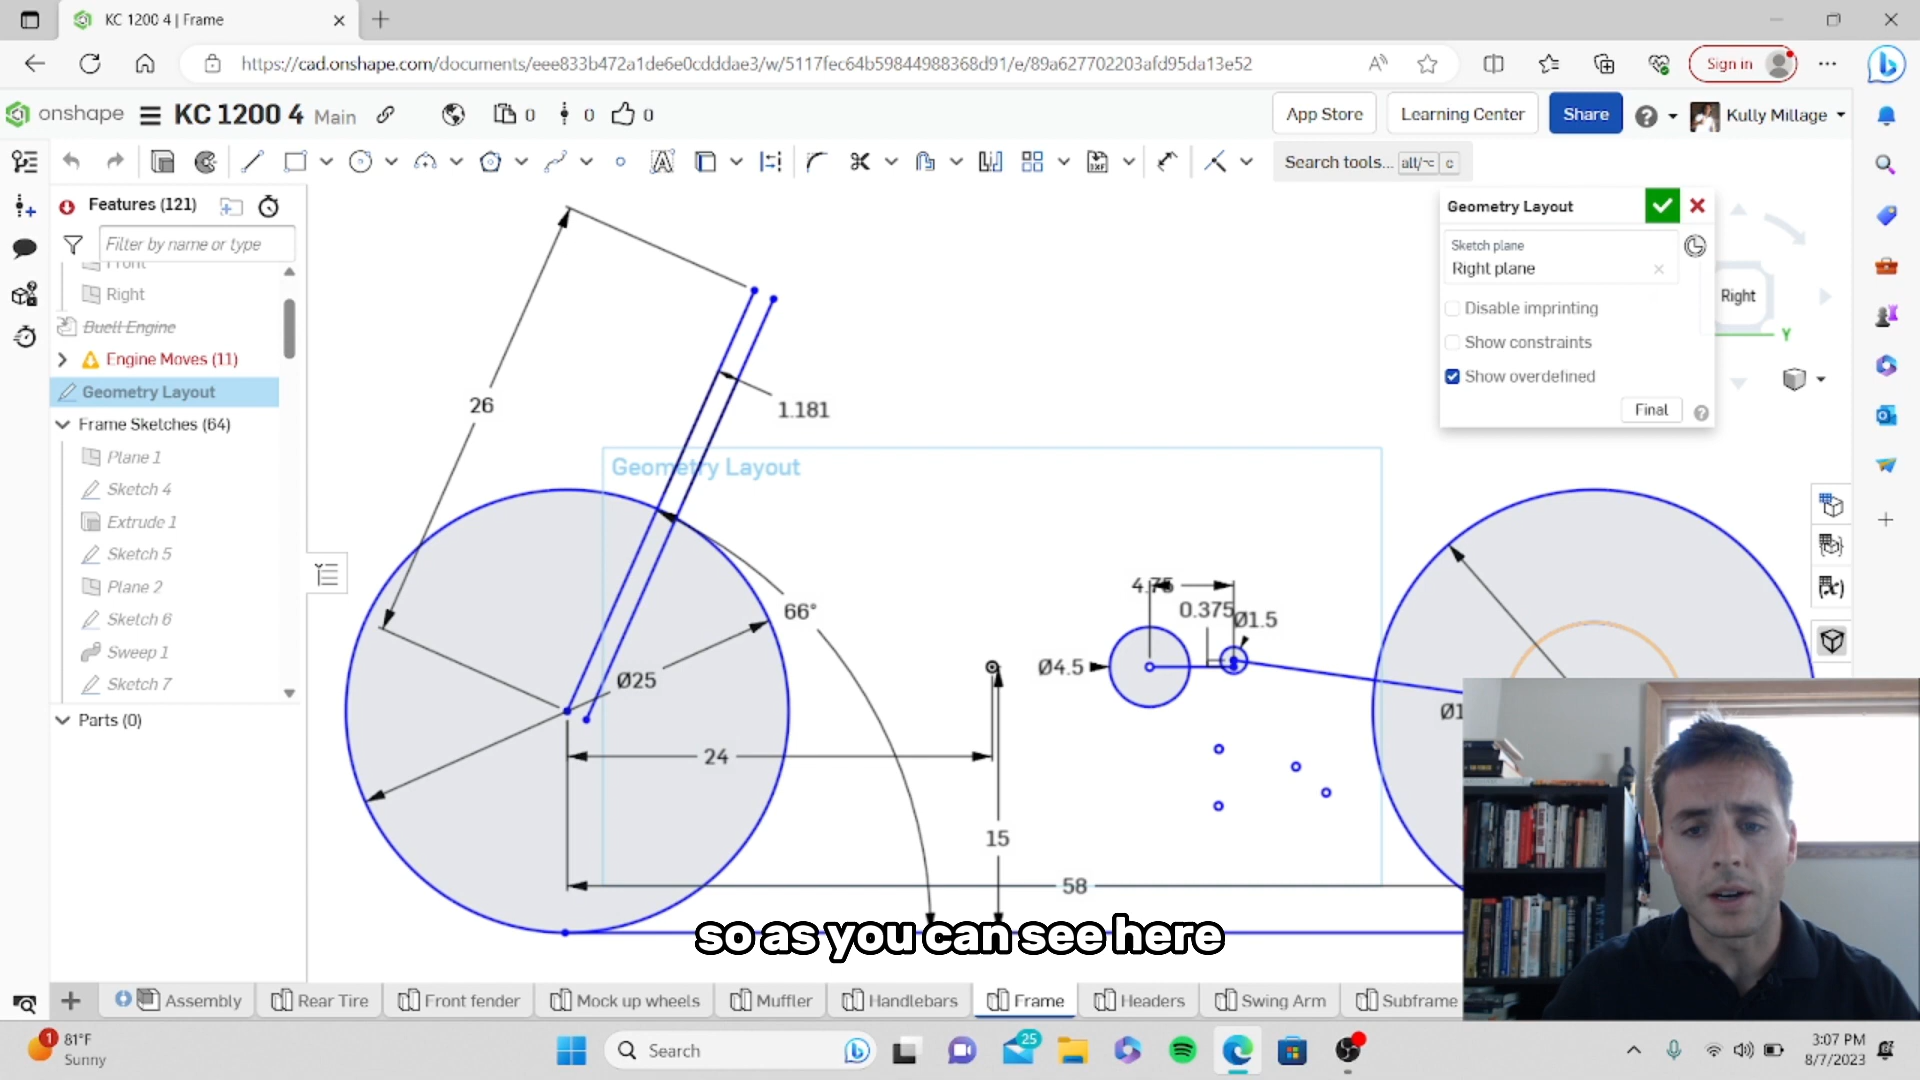 KC 1200 4 | Frame
https://cad.onshape.com/documents/eee833b472a1de6e0cdddae3/w/5117fec64b59844988368d91/e/89a627702203afd95da13e52
Sign in
onshape
KC 1200 4 Main
0
0
0
App Store
Learning Center
Share
Kully Millage
Search tools...
alt/⌥
c
Features (121)
Filter by name or type
Front
Right
Buell Engine
Engine Moves (11)
Geometry Layout
Frame Sketches (64)
Plane 1
Sketch 4
Extrude 1
Sketch 5
Plane 2
Sketch 6
Sweep 1
Sketch 7
Parts (0)
Geometry Layout
Sketch plane
Right plane
Disable imprinting
Show constraints
Show overdefined
Final
Right
Y
26
1.181
Geometry Layout
66°
Ø25
4.75
0.375
Ø1.5
Ø4.5
24
15
58
so as you can see here
Assembly
Rear Tire
Front fender
Mock up wheels
Muffler
Handlebars
Frame
Headers
Swing Arm
Subframe
1
81°F
Sunny
Search
25
3:07 PM
8/7/2023